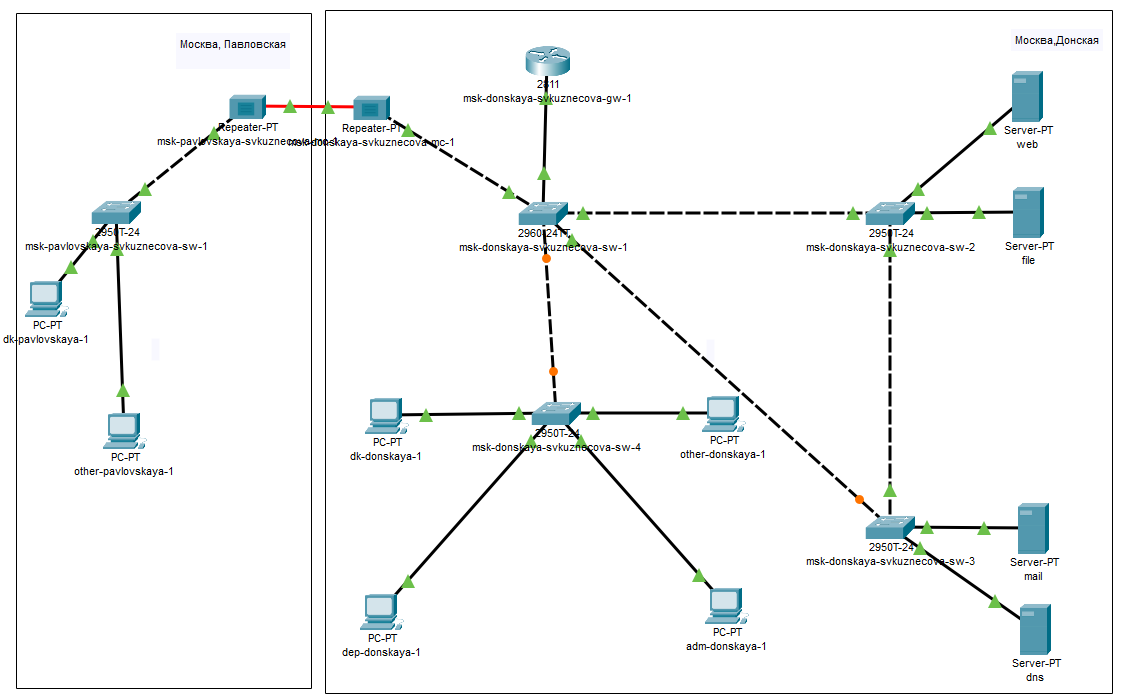 Москва, Павловская
Repeater-PT
msk-pavlovskaya-svkuznecova-mc-1
2950T-24
msk-pavlovskaya-svkuznecova-sw-1
PC-PT
dk-pavlovskaya-1
PC-PT
other-pavlovskaya-1
Москва,Донская
2811
msk-donskaya-svkuznecova-gw-1
Repeater-PT
msk-donskaya-svkuznecova-mc-1
2960-24TT
msk-donskaya-svkuznecova-sw-1
2950T-24
msk-donskaya-svkuznecova-sw-2
Server-PT
web
Server-PT
file
PC-PT
dk-donskaya-1
2950T-24
msk-donskaya-svkuznecova-sw-4
PC-PT
other-donskaya-1
2950T-24
msk-donskaya-svkuznecova-sw-3
Server-PT
mail
PC-PT
dep-donskaya-1
PC-PT
adm-donskaya-1
Server-PT
dns